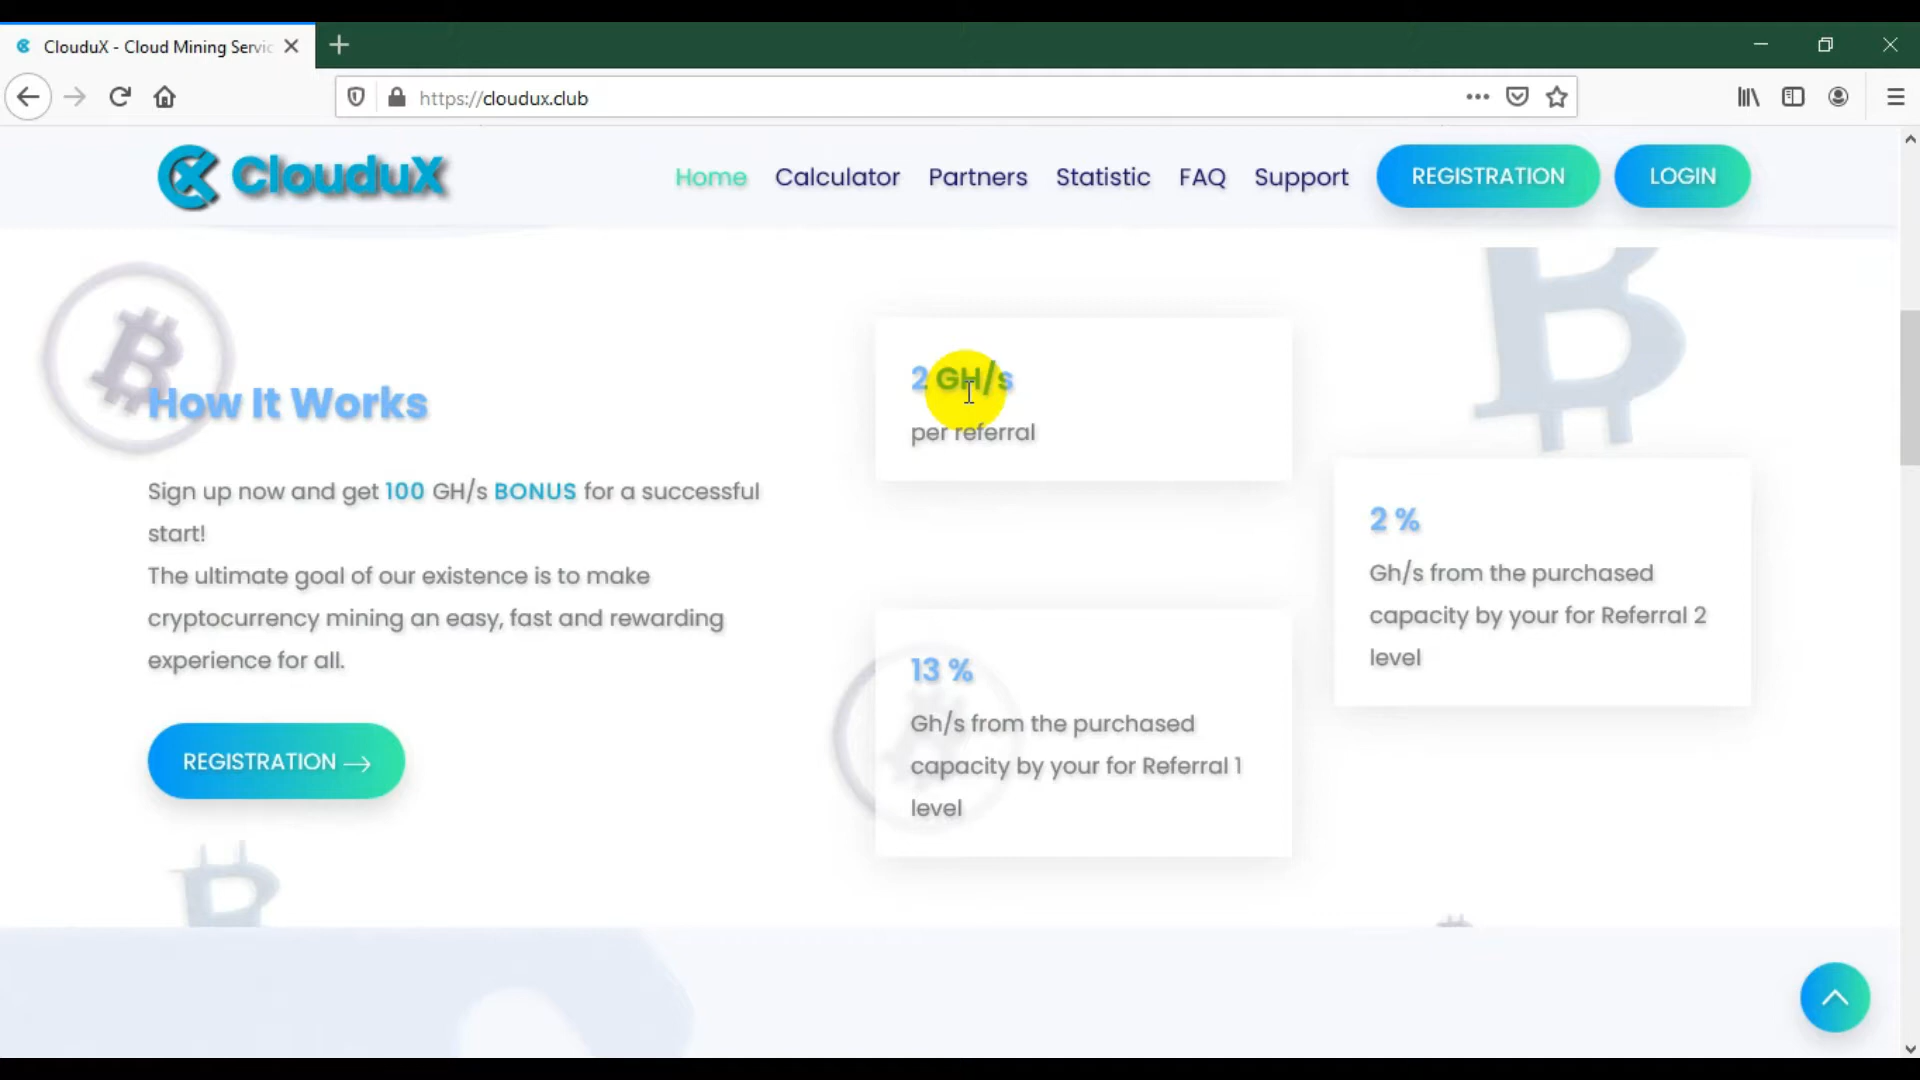 ClouduX - Cloud Mining Servic
https://cloudux.club
ClouduX
Home
Calculator
Partners
Statistic
FAQ
Support
REGISTRATION
LOGIN
How It Works
Sign up now and get 100 GH/s BONUS for a successful
start!
The ultimate goal of our existence is to make
cryptocurrency mining an easy, fast and rewarding
experience for all.
REGISTRATION
2 GH/s
per referral
13 %
Gh/s from the purchased
capacity by your for Referral 1
level
2 %
Gh/s from the purchased
capacity by your for Referral 2
level